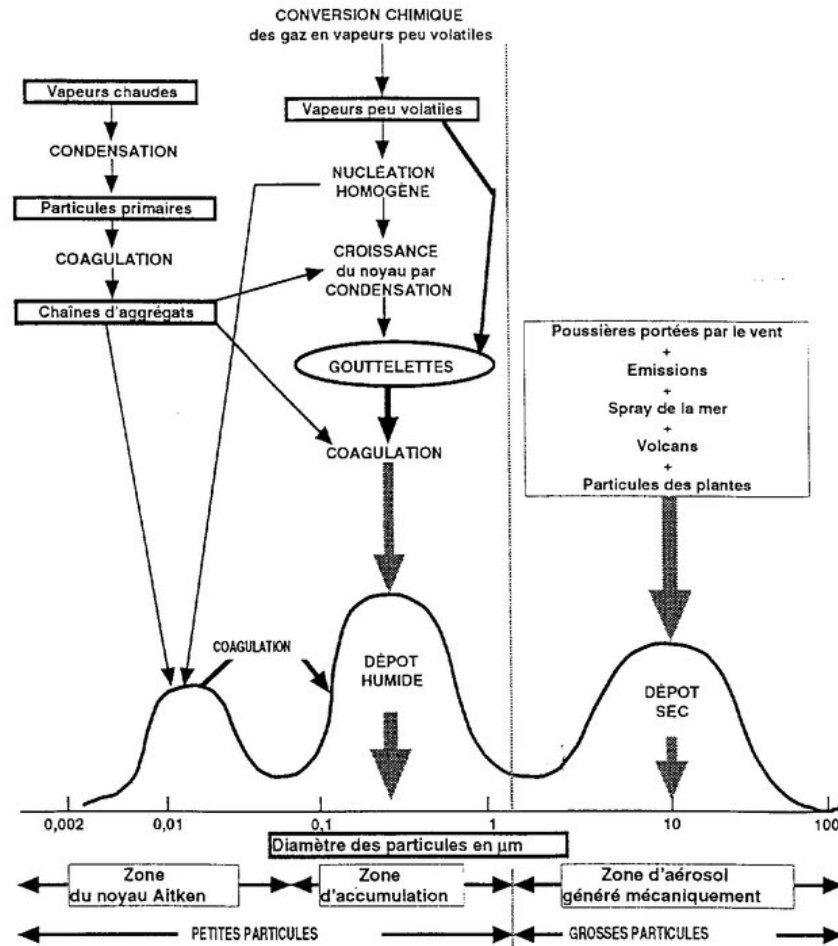 CONVERSION CHIMIQUE
des gaz en vapeurs peu volatiles
Vapeurs chaudes
Vapeurs peu volatiles
CONDENSATION
NUCLÉATION
HOMOGÈNE
Particules primaires
COAGULATION
CROISSANCE
du noyau par
CONDENSATION
Chaînes d'aggrégats
GOUTTELETTES
COAGULATION
Poussières portées par le vent
+
Emissions
+
Spray de la mer
+
Volcans
+
Particules des plantes
COAGULATION
DÉPOT
HUMIDE
DÉPOT
SEC
0,002 0,01 0,1 1 10 100
Diamètre des particules en µm
Zone
du noyau Aitken
Zone
d'accumulation
Zone d'aérosol
généré mécaniquement
PETITES PARTICULES GROSSES PARTICULES